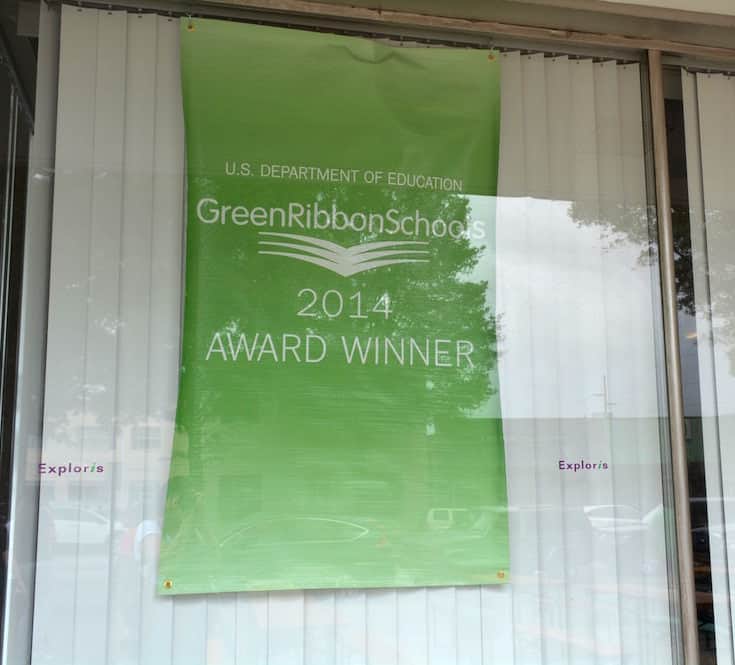 U.S. DEPARTMENT OF EDUCATION
GreenRibbonSchools
2014
AWARD WINNER
Exploris
Exploris